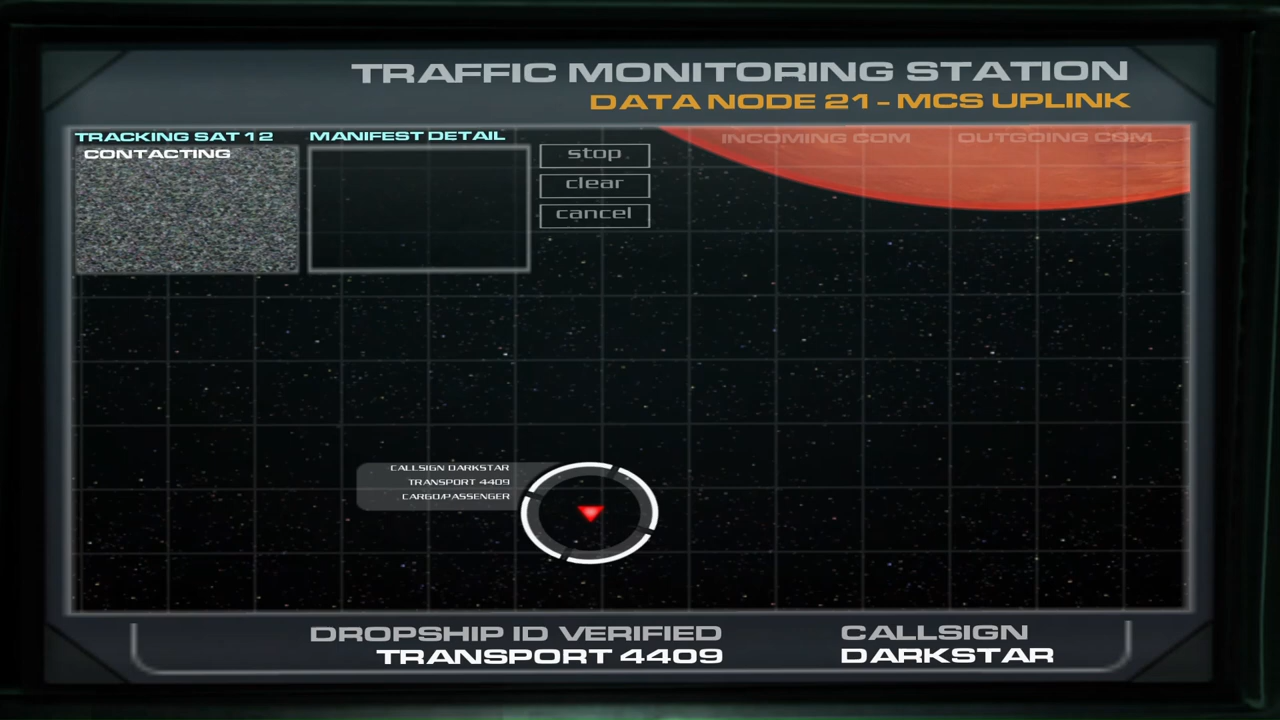 TRAFFIC MONITORING STATION
DATA NODE 21 - MCS UPLINK
TRACKING SAT 12
MANIFEST DETAIL
INCOMING COM
OUTGOING COM
CONTACTING
stop
clear
cancel
CALLSIGN DARKSTAR
TRANSPORT 4409
CARGO/PASSENGER
DROPSHIP ID VERIFIED
TRANSPORT 4409
CALLSIGN
DARKSTAR